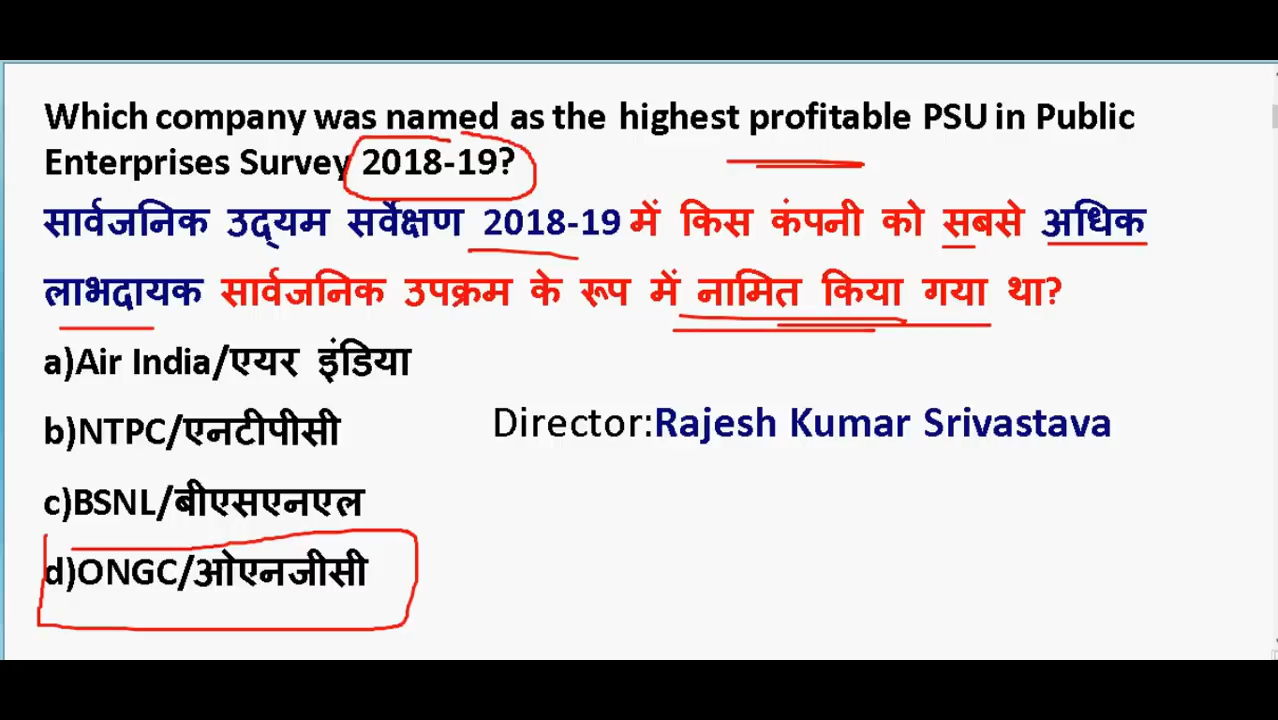 Which company was named as the highest profitable PSU in Public
Enterprises Survey 2018-19?
सार्वजनिक उद्यम सर्वेक्षण 2018-19 में किस कंपनी को सबसे अधिक
लाभदायक सार्वजनिक उपक्रम के रूप में नामित किया गया था?
a)Air India/एयर इंडिया
b)NTPC/एनटीपीसी
Director:Rajesh Kumar Srivastava
c)BSNL/बीएसएनएल
d)ONGC/ओएनजीसी